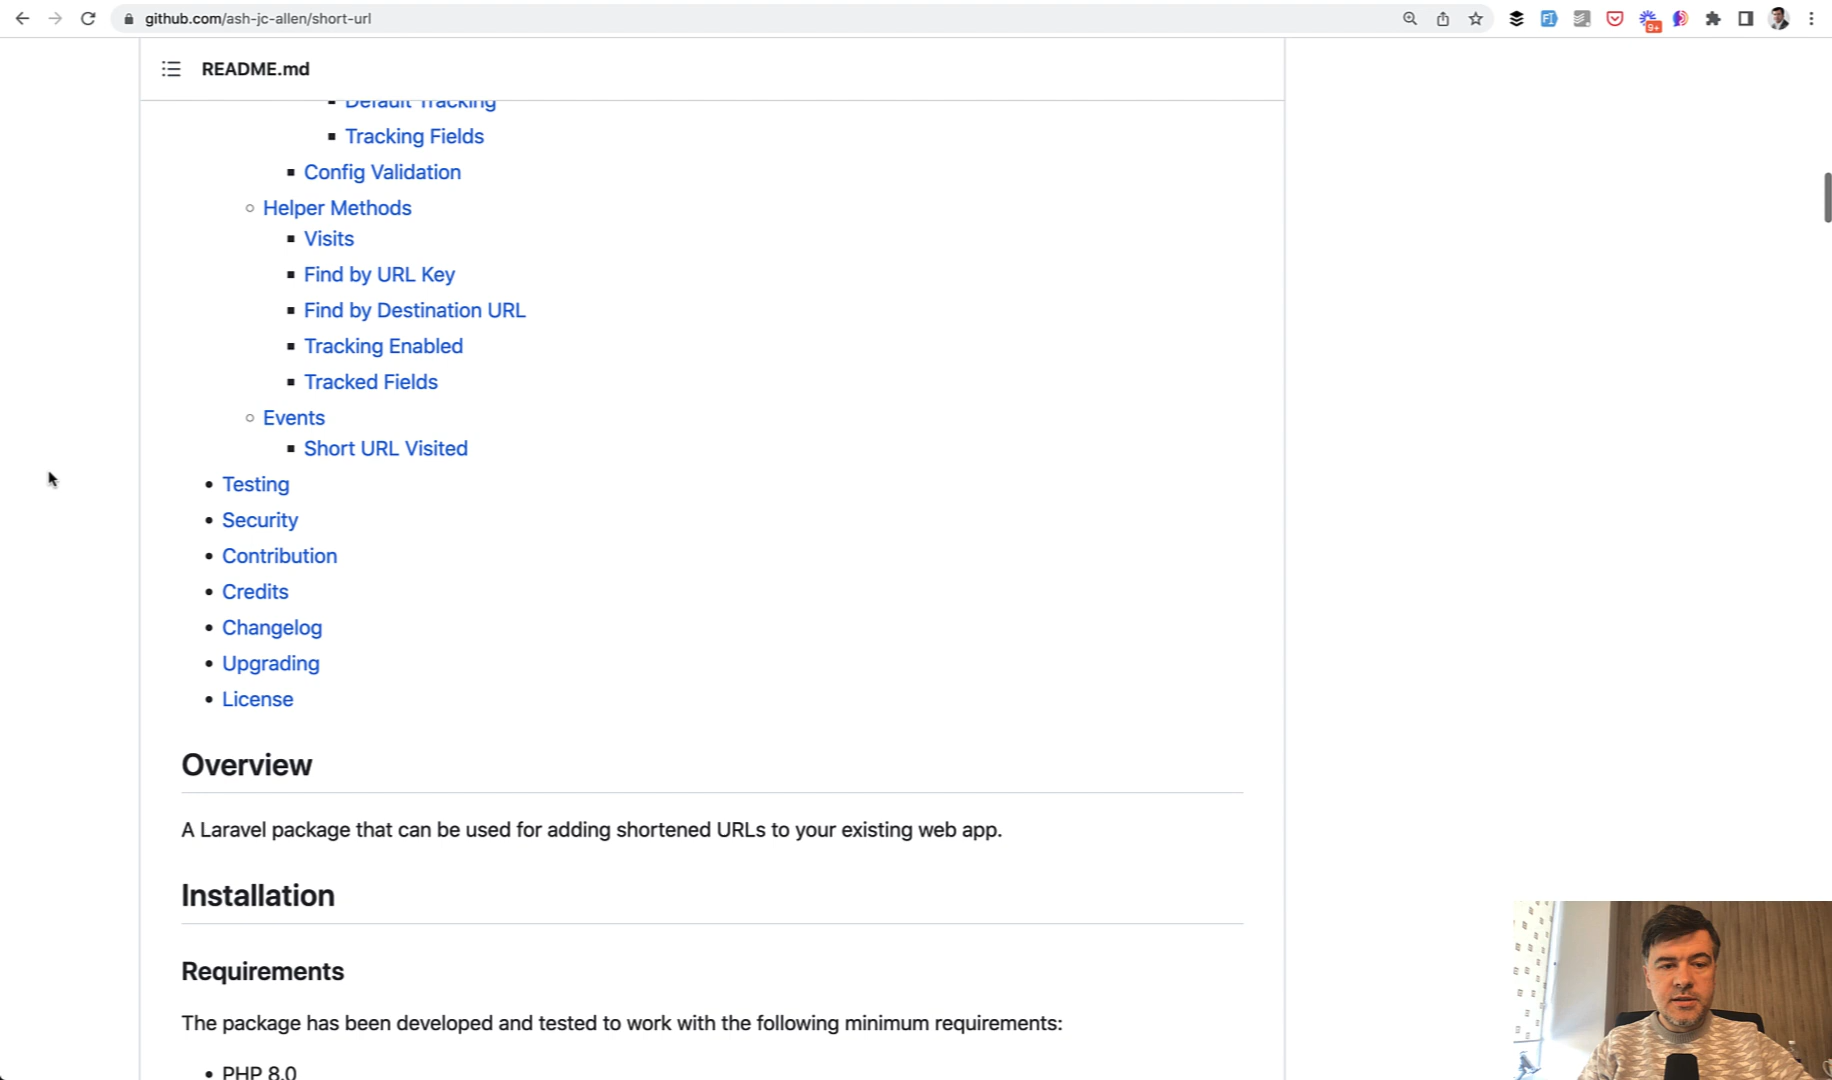 github.com/ash-jc-allen/short-url
9+
README.md
Default Tracking
Tracking Fields
Config Validation
Helper Methods
Visits
Find by URL Key
Find by Destination URL
Tracking Enabled
Tracked Fields
Events
Short URL Visited
Testing
Security
Contribution
Credits
Changelog
Upgrading
License
Overview
A Laravel package that can be used for adding shortened URLs to your existing web app.
Installation
Requirements
The package has been developed and tested to work with the following minimum requirements:
PHP 8.0